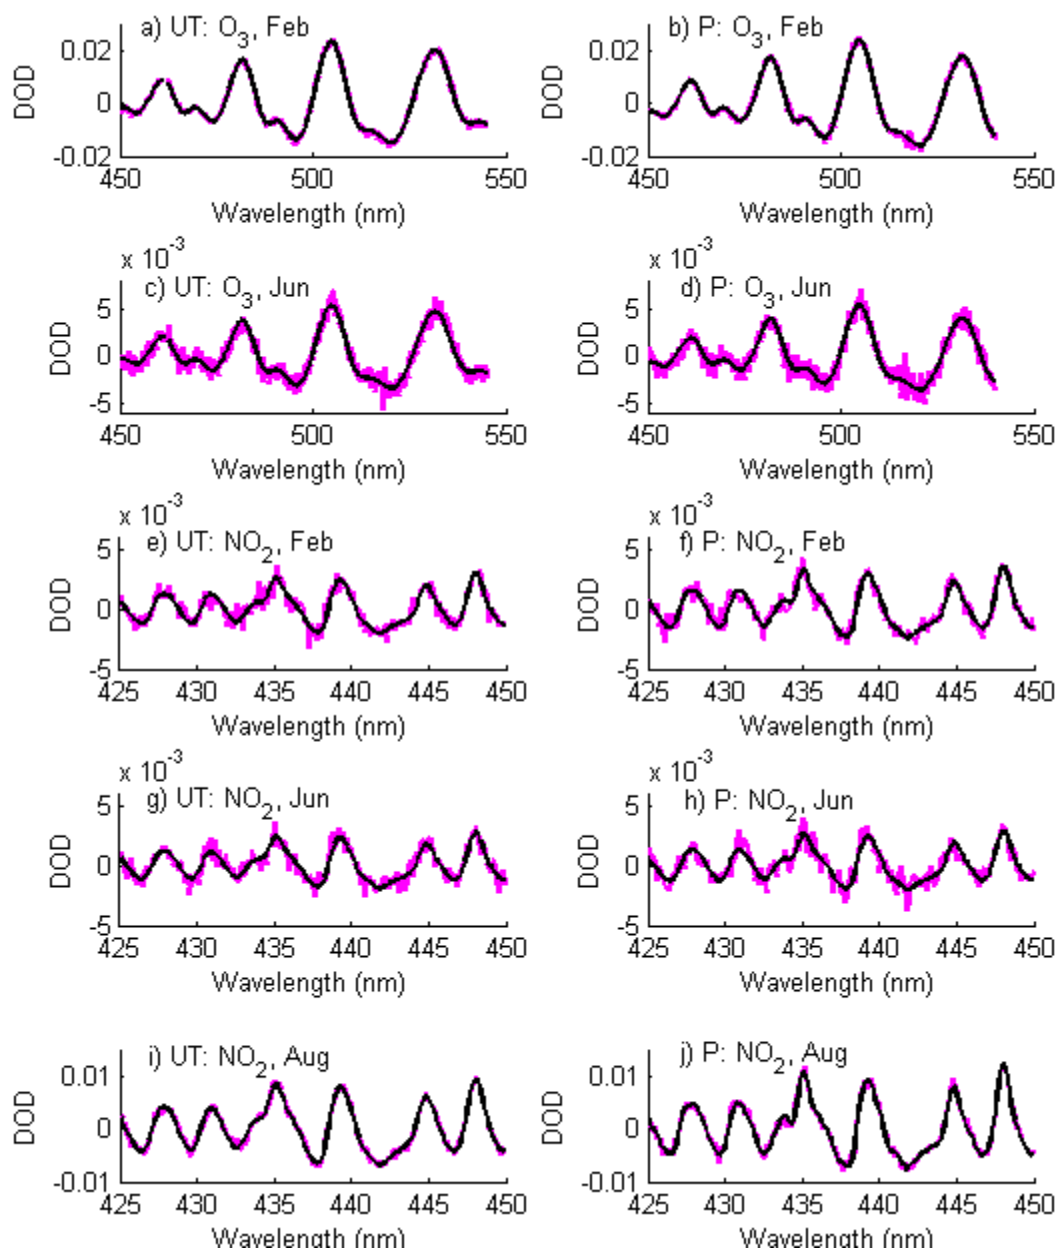 a) UT: O3, Feb
b) P: O3, Feb
DOD
0.02
0
-0.02
450
500
550
Wavelength (nm)
DOD
0.02
0
-0.02
450
500
550
Wavelength (nm)
x 10-3
c) UT: O3, Jun
DOD
5
0
-5
450
500
550
Wavelength (nm)
x 10-3
d) P: O3, Jun
DOD
5
0
-5
450
500
550
Wavelength (nm)
x 10-3
e) UT: NO2, Feb
DOD
5
0
-5
425
430
435
440
445
450
Wavelength (nm)
x 10-3
f) P: NO2, Feb
DOD
5
0
-5
425
430
435
440
445
450
Wavelength (nm)
x 10-3
g) UT: NO2, Jun
DOD
5
0
-5
425
430
435
440
445
450
Wavelength (nm)
x 10-3
h) P: NO2, Jun
DOD
5
0
-5
425
430
435
440
445
450
Wavelength (nm)
i) UT: NO2, Aug
DOD
0.01
0
-0.01
425
430
435
440
445
450
Wavelength (nm)
j) P: NO2, Aug
DOD
0.01
0
-0.01
425
430
435
440
445
450
Wavelength (nm)